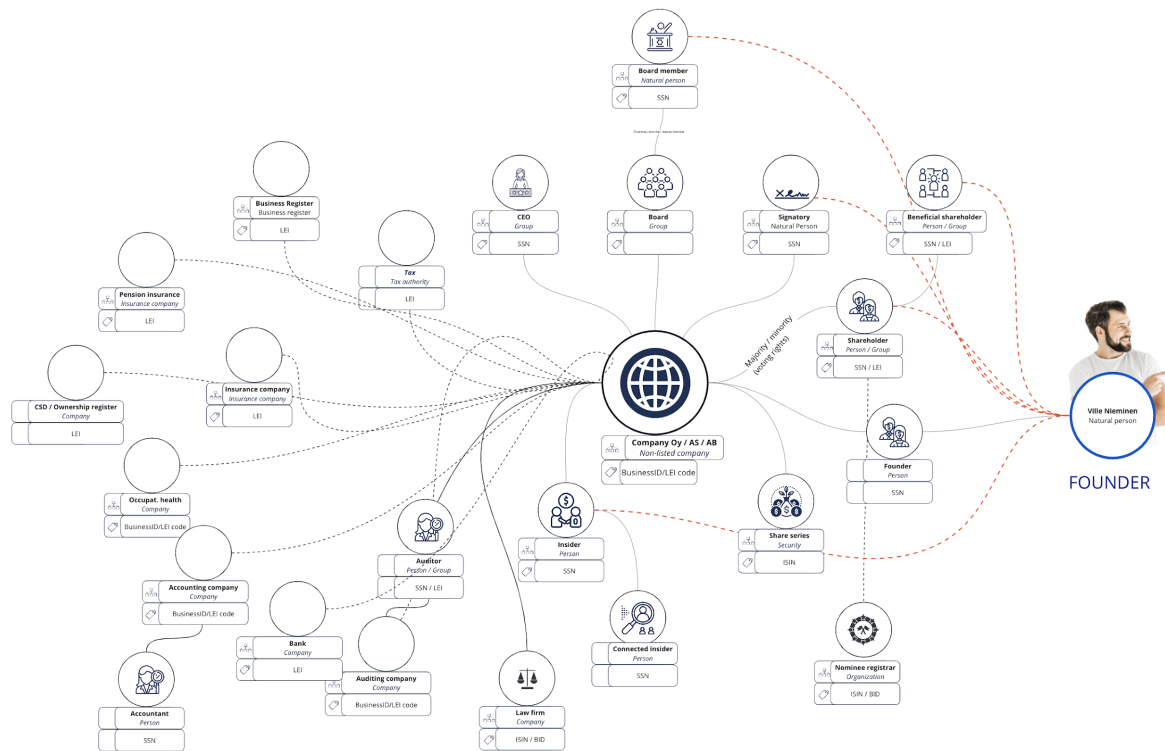 Board member
Natural person
SSN
Chairman, member, deputy member
Business Register
Business register
LEI
CEO
Group
SSN
Board
Group
Signatory
Natural Person
SSN
Beneficial shareholder
Person / Group
SSN / LEI
Tax
Tax authority
LEI
Pension insurance
Insurance company
LEI
Majority / minority
(voting rights)
Shareholder
Person / Group
SSN / LEI
Insurance company
Insurance company
LEI
CSD / Ownership register
Company
LEI
Ville Nieminen
Natural person
FOUNDER
Company Oy / AS / AB
Non-listed company
BusinessID/LEI code
Founder
Person
SSN
Occupat. health
Company
BusinessID/LEI code
Insider
Person
SSN
Share series
Security
ISIN
Auditor
Person / Group
SSN / LEI
Accounting company
Company
BusinessID/LEI code
Bank
Company
LEI
Connected insider
Person
SSN
Nominee registrar
Organization
ISIN / BID
Auditing company
Company
BusinessID/LEI code
Accountant
Person
SSN
Law firm
Company
ISIN / BID